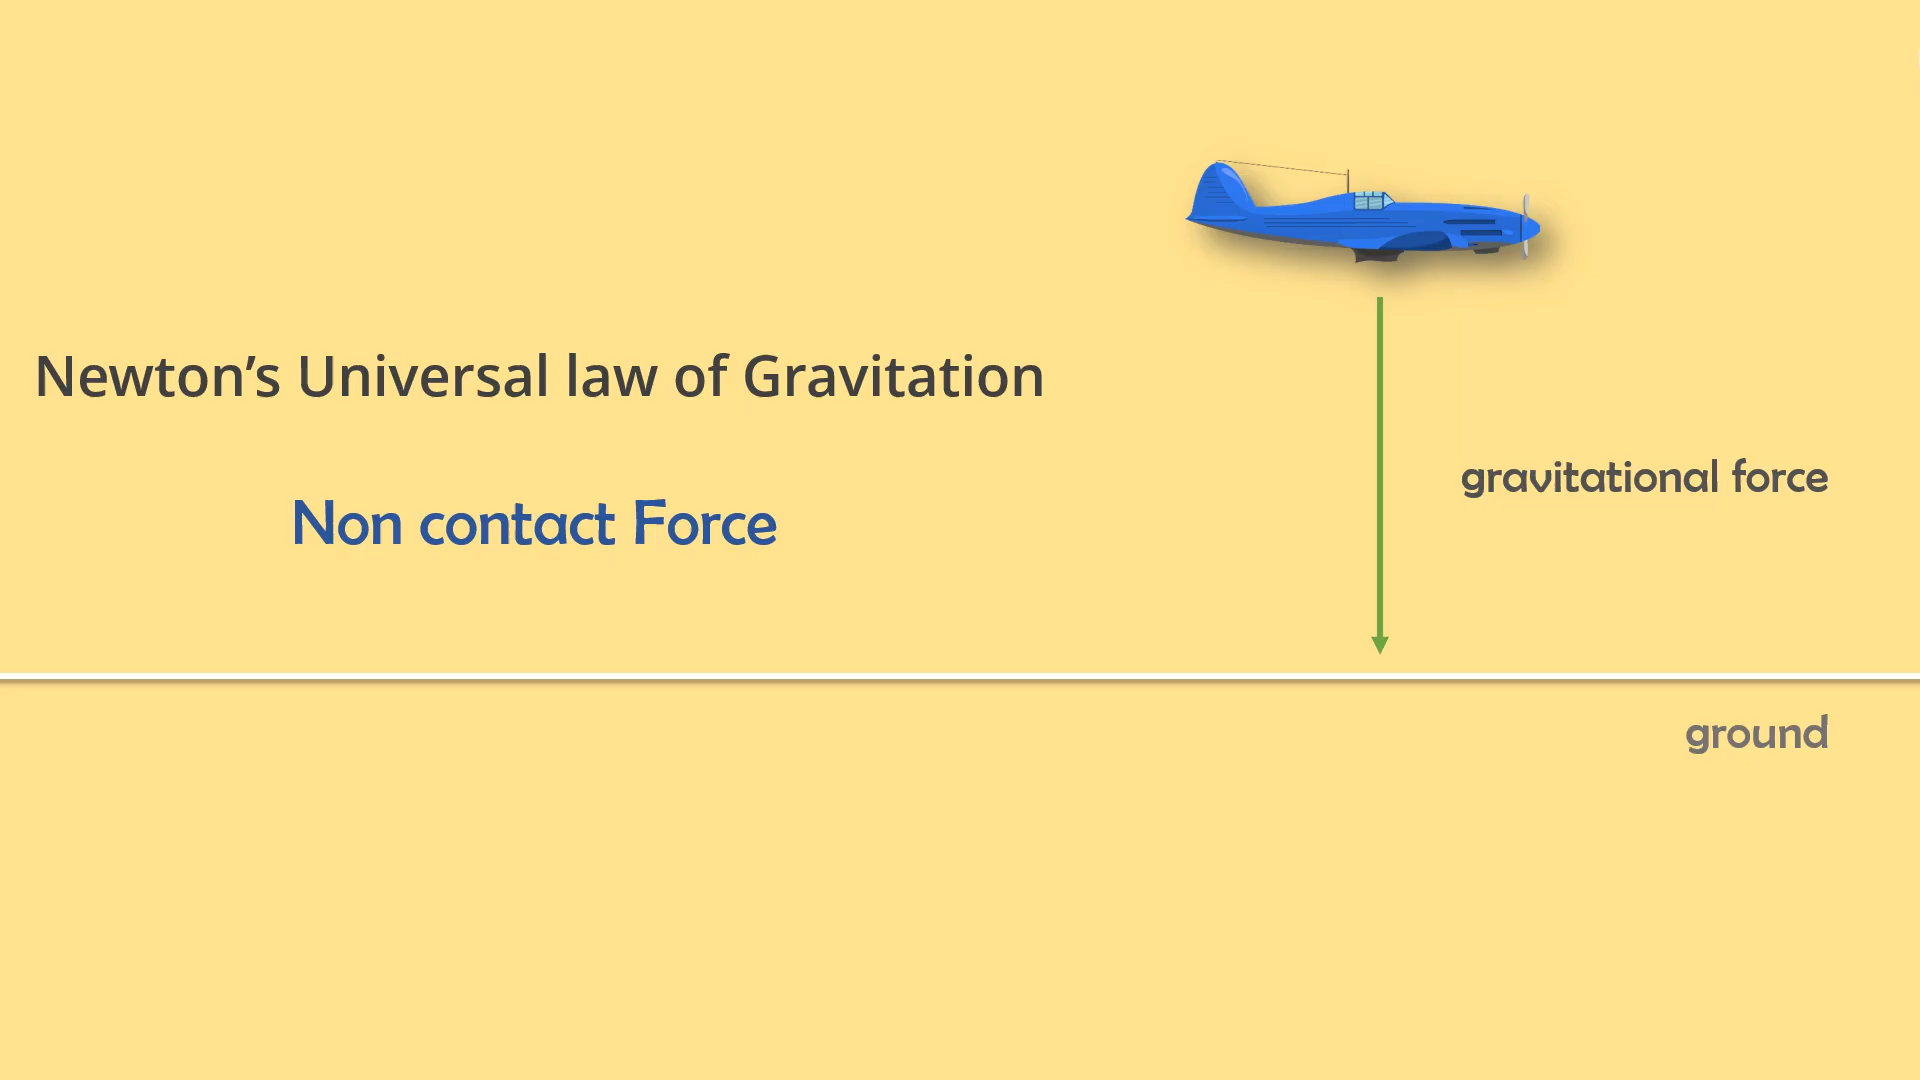 Newton’s Universal law of Gravitation
Non contact Force
gravitational force
ground